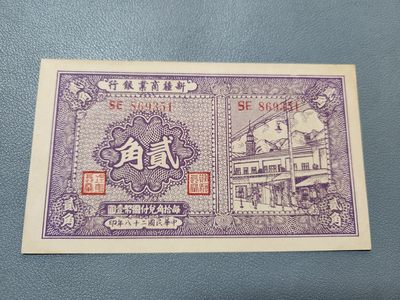 新疆商業銀行
SE 869351
SE 869351
貳角
貳角
貳角
每拾角兌付國幣壹圓
中華民國二十八年印